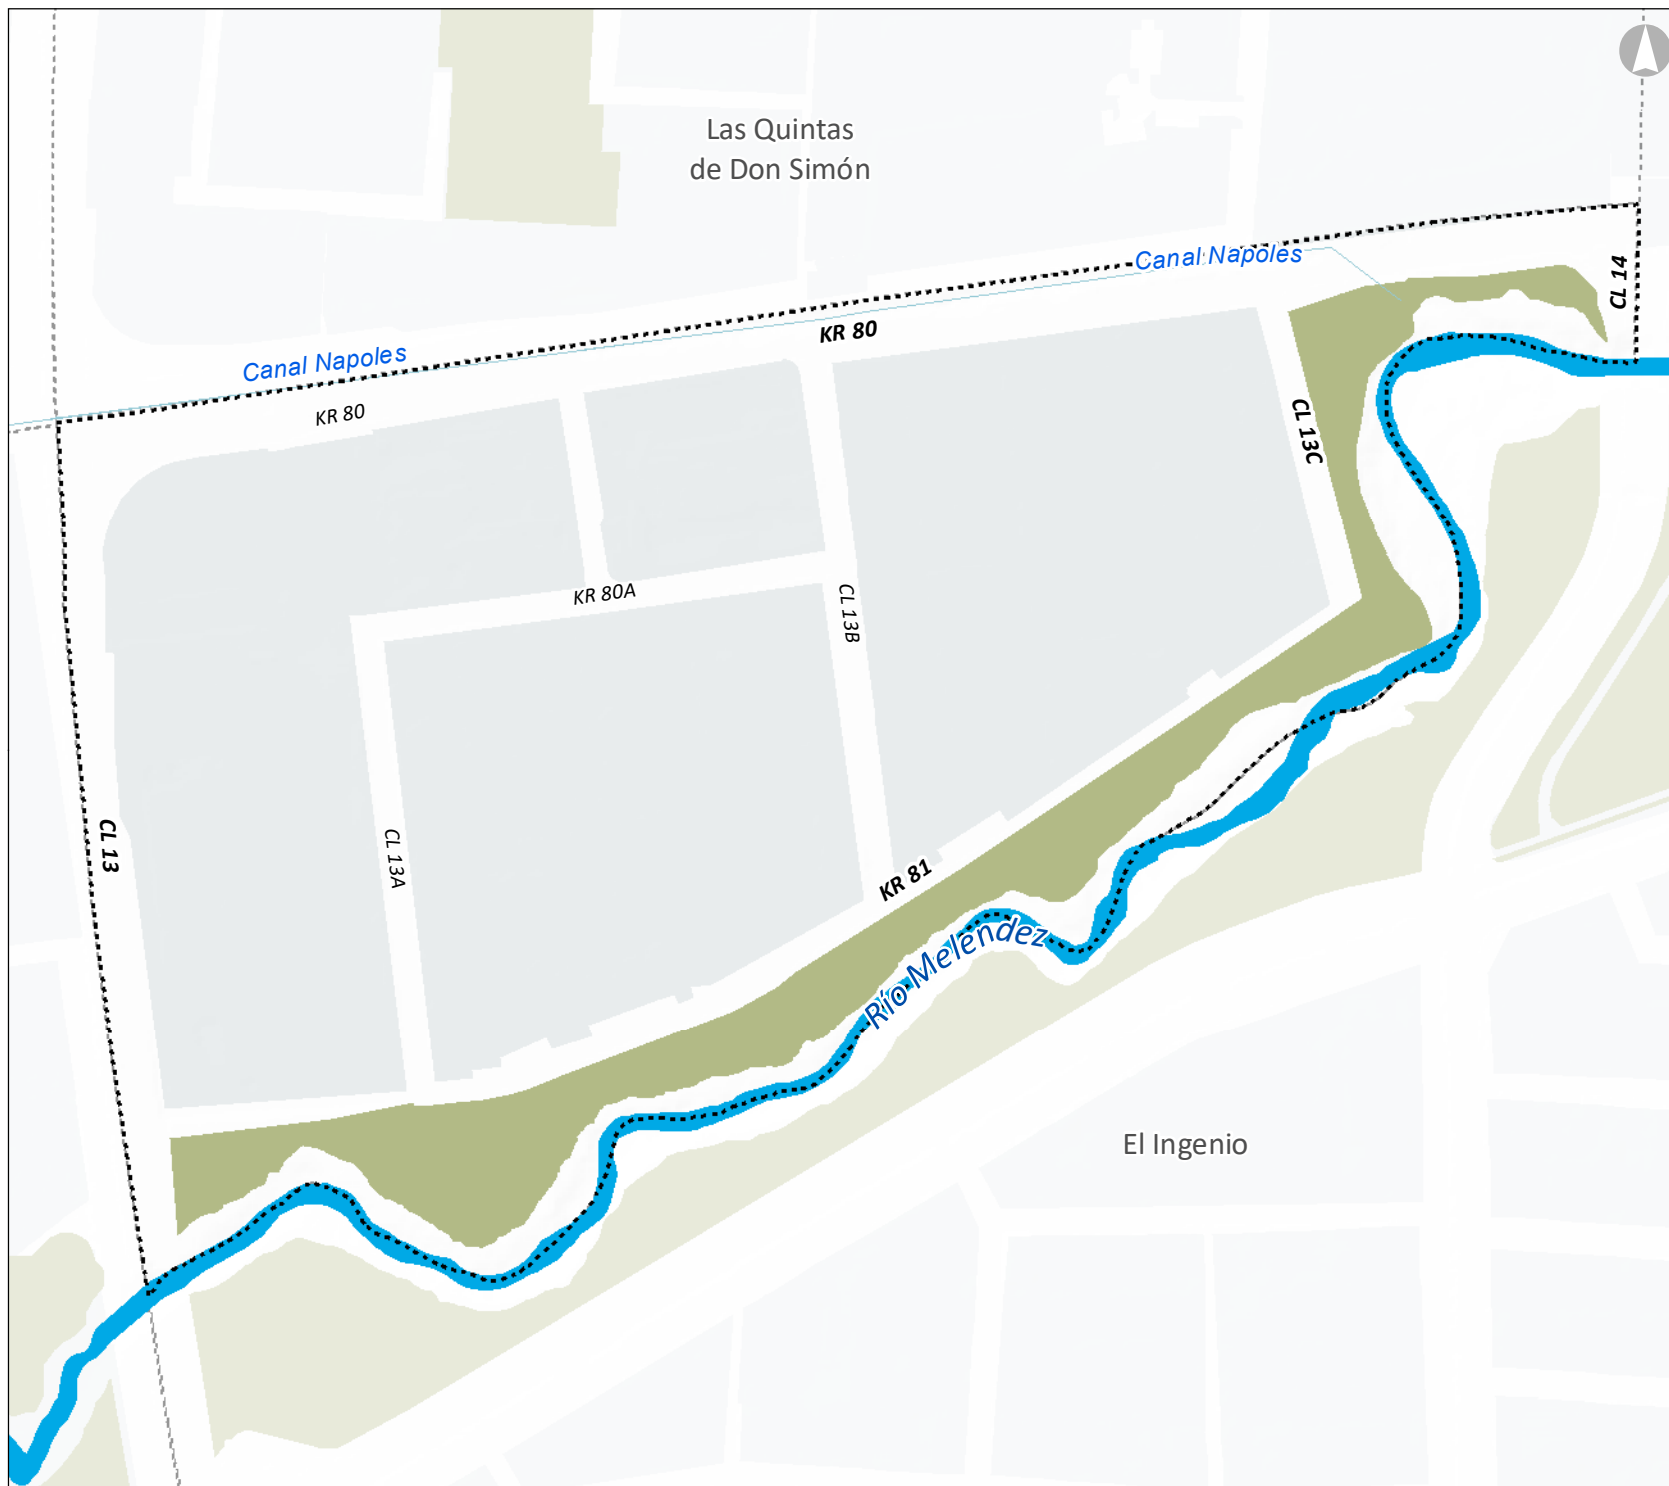 Las Quintas
de Don Simón
Canal Napoles
CL 14
KR 80
Canal Napoles
KR 80
CL 13C
KR 80A
CL 13B
CL 13
CL 13A
KR 81
Río Melendez
El Ingenio